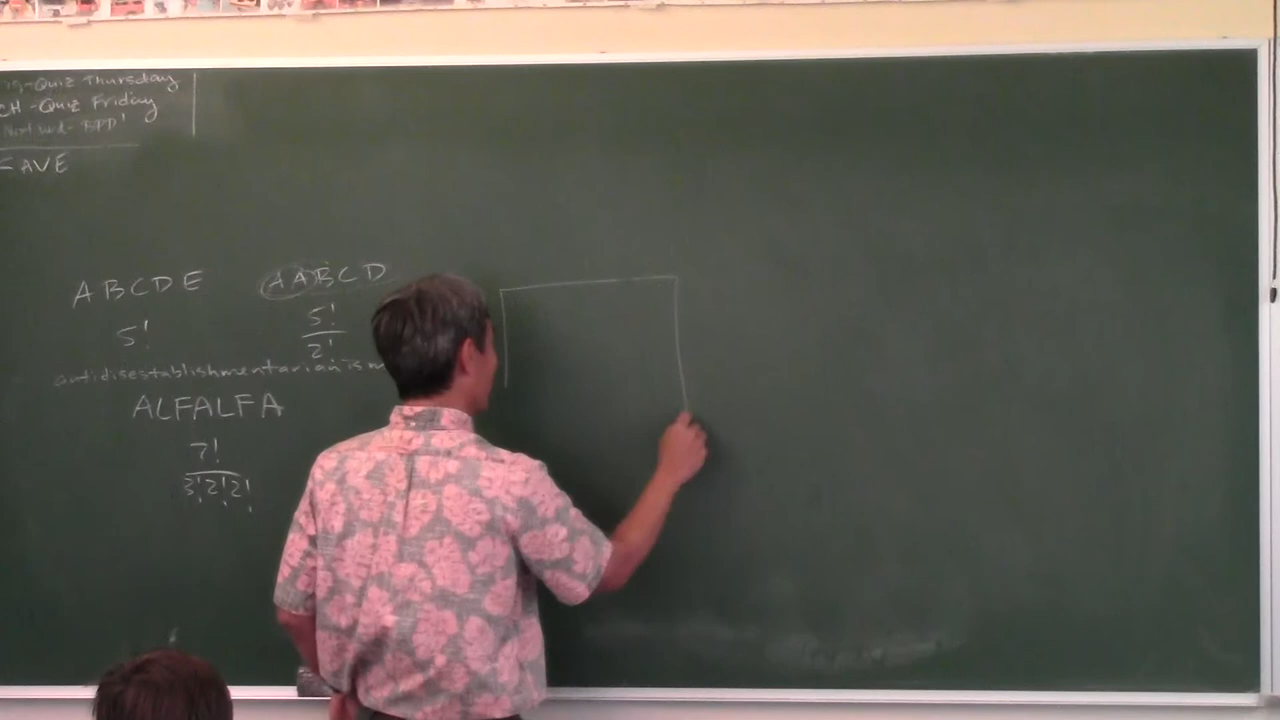 -Quiz Thursday
CH-Quiz Friday
AVE
ABCDE
AABCD
5!
5!
2!
antidisestablishmentarianism
ALFALFA
7!
3!2!2!